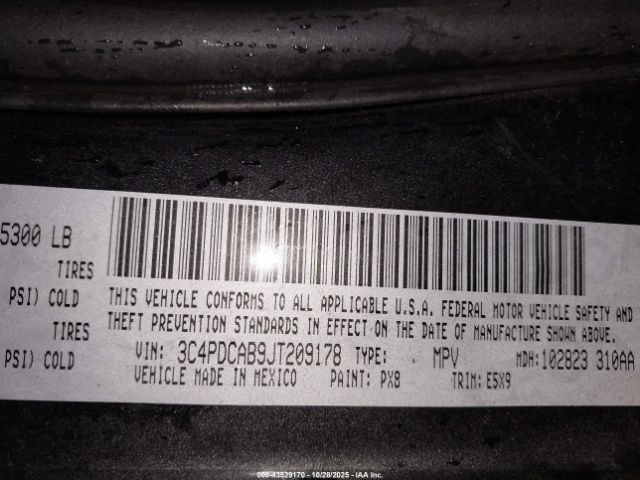 5300 LB
TIRES
PSI) COLD
THIS VEHICLE CONFORMS TO ALL APPLICABLE U.S.A. FEDERAL MOTOR VEHICLE SAFETY AND
TIRES
THEFT PREVENTION STANDARDS IN EFFECT ON THE DATE OF MANUFACTURE SHOWN ABOVE.
PSI) COLD
VIN: 3C4PDCAB9JT209178 TYPE: MPV MDH: 102823 310AA
VEHICLE MADE IN MEXICO PAINT: PX8 TRIM: E5X9
000-43529170 - 10/28/2025 - IAA Inc.